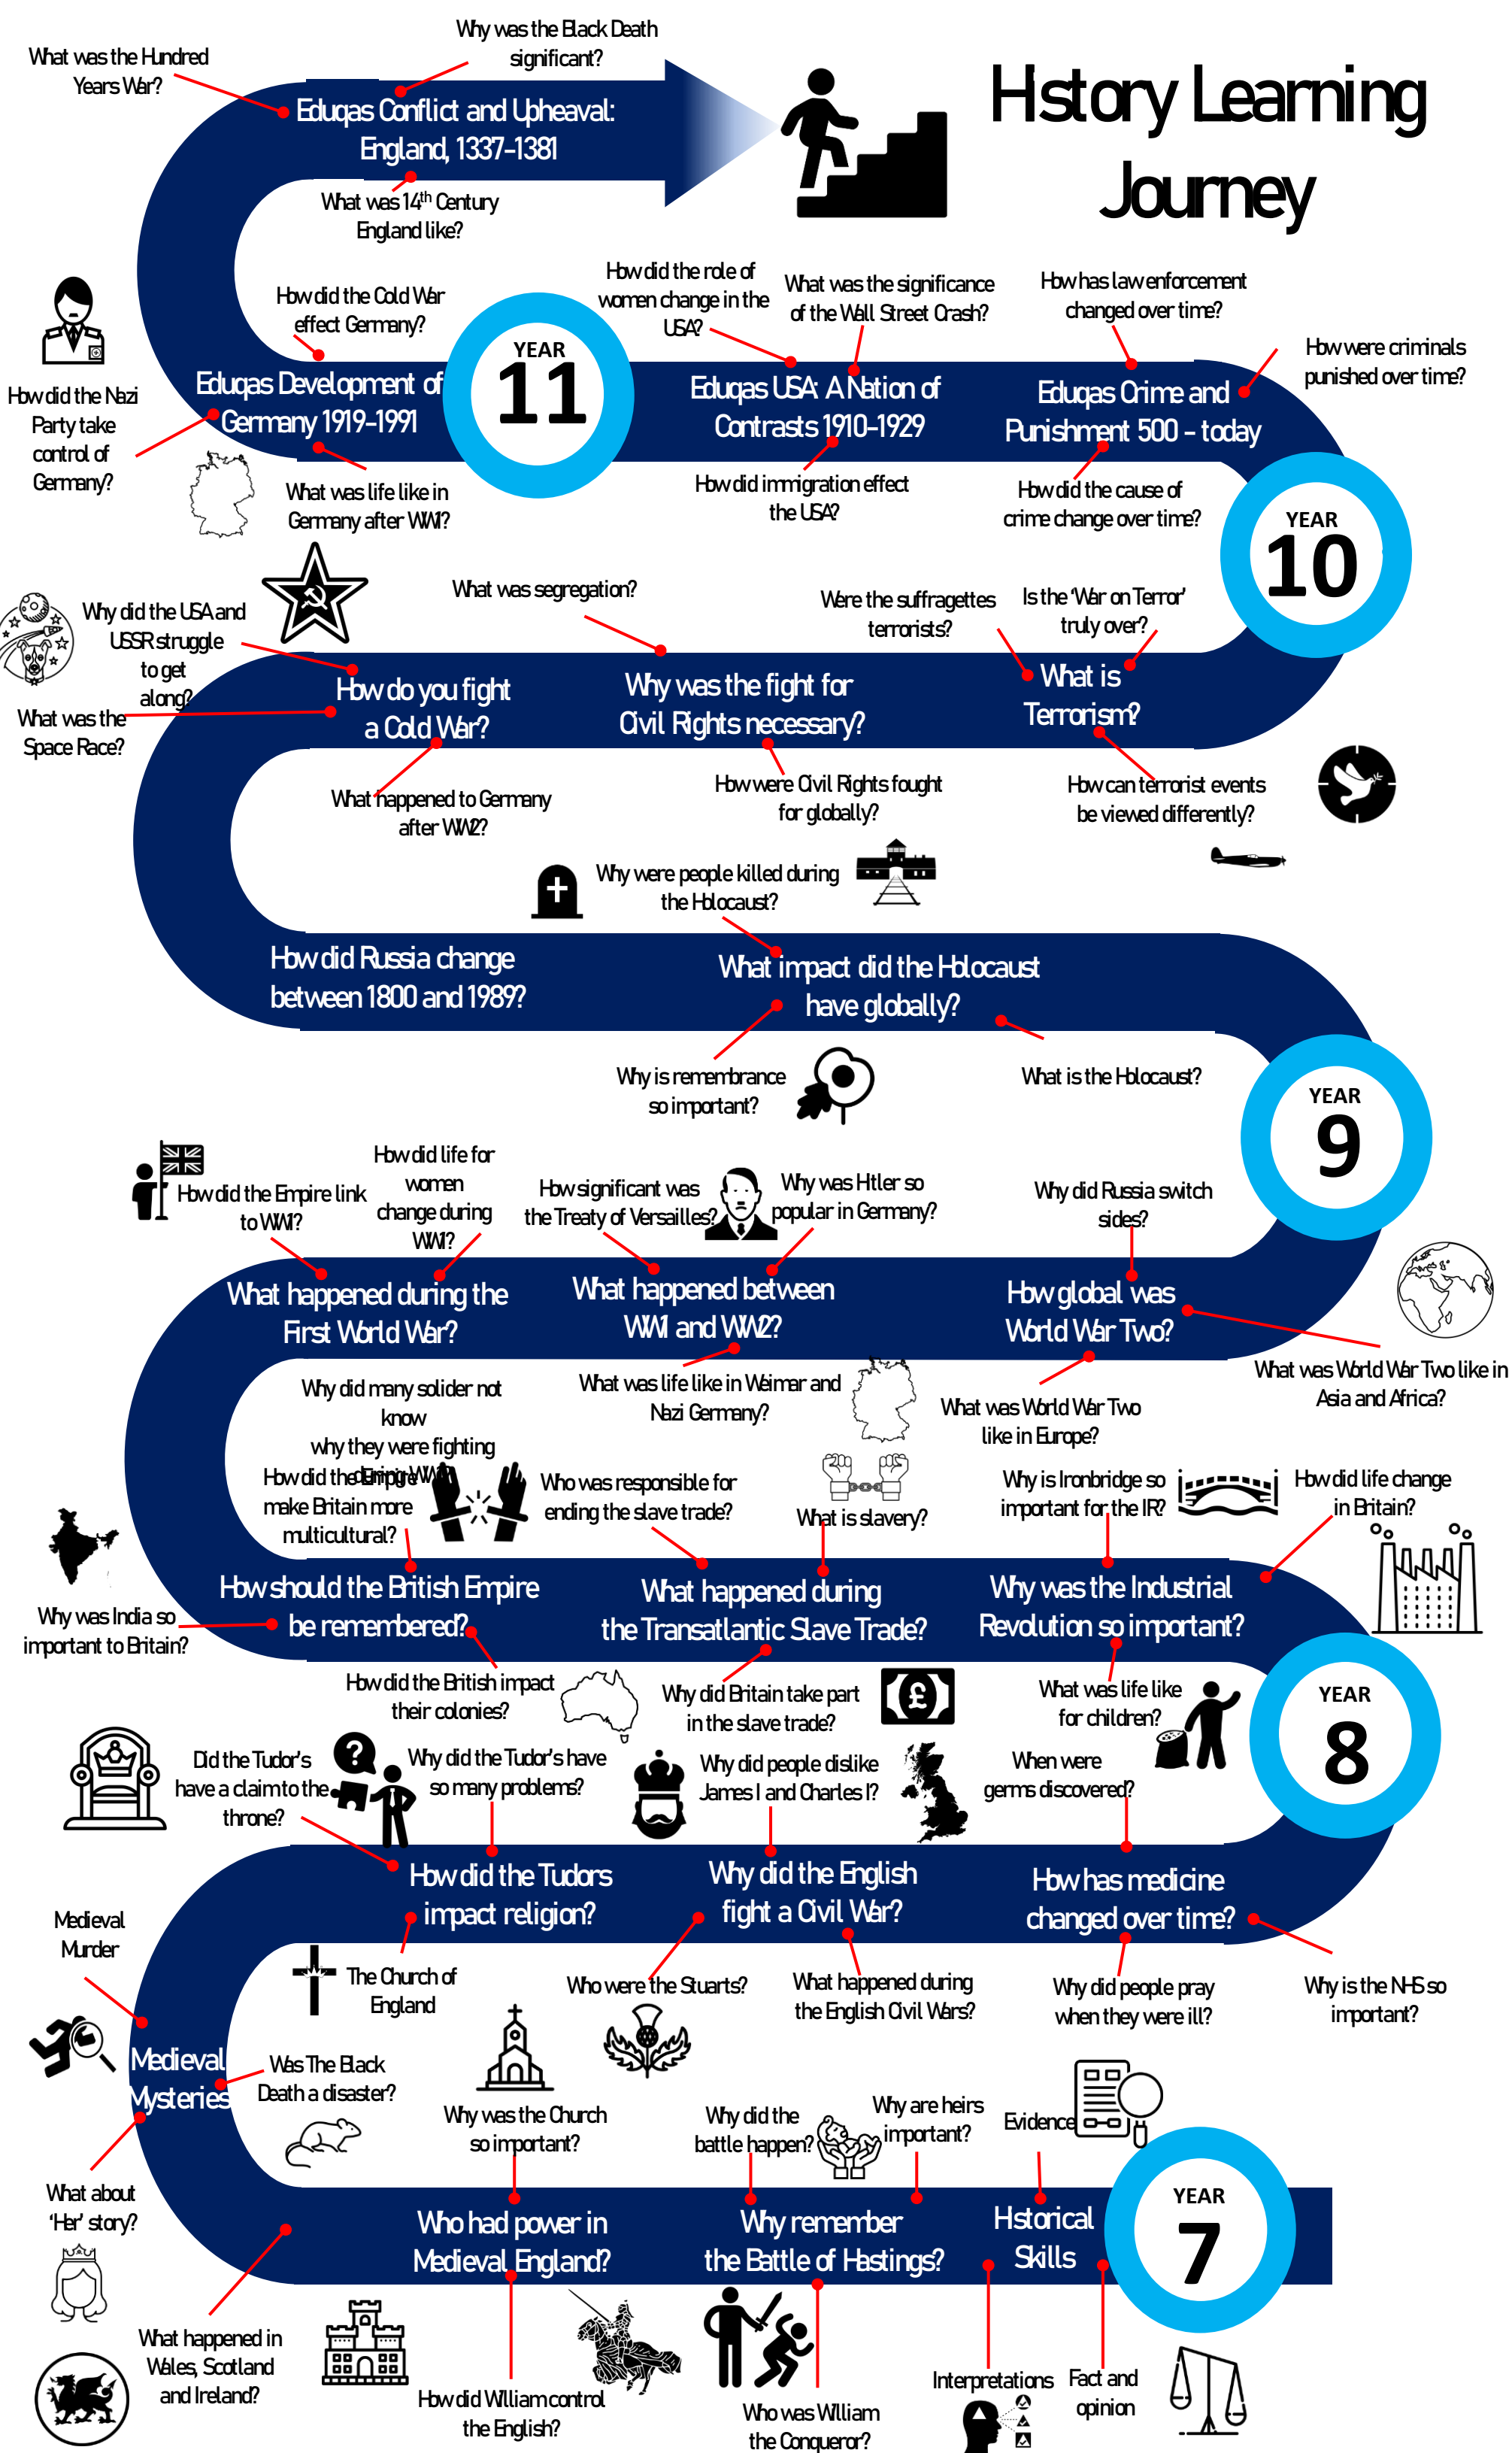 History Learning
Journey
Why was the Black Death
significant?
What was the Hundred
Years War?
Eduqas Conflict and Upheaval:
England, 1337-1381
What was 14th Century
England like?
How did the Cold War
effect Germany?
How did the role of
women change in the
USA?
What was the significance
of the Wall Street Crash?
How has law enforcement
changed over time?
How were criminals
punished over time?
YEAR
11
Eduqas Development of
Germany 1919-1991
Eduqas USA: A Nation of
Contrasts 1910-1929
Eduqas Crime and
Punishment 500 - today
How did the Nazi
Party take
control of
Germany?
What was life like in
Germany after WW1?
How did immigration effect
the USA?
How did the cause of
crime change over time?
YEAR
10
Why did the USA and
USSR struggle
to get
along?
What was segregation?
Were the suffragettes
terrorists?
Is the ‘War on Terror’
truly over?
What was the
Space Race?
How do you fight
a Cold War?
Why was the fight for
Civil Rights necessary?
What is
Terrorism?
What happened to Germany
after WW2?
How were Civil Rights fought
for globally?
How can terrorist events
be viewed differently?
Why were people killed during
the Holocaust?
How did Russia change
between 1800 and 1989?
What impact did the Holocaust
have globally?
Why is remembrance
so important?
What is the Holocaust?
YEAR
9
How did the Empire link
to WW1?
How did life for
women
change during
WW1?
How significant was
the Treaty of Versailles?
Why was Hitler so
popular in Germany?
Why did Russia switch
sides?
What happened during the
First World War?
What happened between
WW1 and WW2?
How global was
World War Two?
Why did many solider not
know
why they were fighting
during WW1?
What was life like in Weimar and
Nazi Germany?
What was World War Two
like in Europe?
What was World War Two like in
Asia and Africa?
How did the Empire
make Britain more
multicultural?
Who was responsible for
ending the slave trade?
What is slavery?
Why is Ironbridge so
important for the IR?
How did life change
in Britain?
Why was India so
important to Britain?
How should the British Empire
be remembered?
What happened during
the Transatlantic Slave Trade?
Why was the Industrial
Revolution so important?
How did the British impact
their colonies?
Why did Britain take part
in the slave trade?
£
What was life like
for children?
YEAR
8
Did the Tudor's
have a claim to the
throne?
?
Why did the Tudor's have
so many problems?
Why did people dislike
James I and Charles I?
When were
germs discovered?
How did the Tudors
impact religion?
Why did the English
fight a Civil War?
How has medicine
changed over time?
Medieval
Murder
The Church of
England
Who were the Stuarts?
What happened during
the English Civil Wars?
Why did people pray
when they were ill?
Why is the NHS so
important?
Medieval
Mysteries
Was The Black
Death a disaster?
Why was the Church
so important?
Why did the
battle happen?
Why are heirs
important?
Evidence
What about
‘Her’ story?
Who had power in
Medieval England?
Why remember
the Battle of Hastings?
Historical
Skills
YEAR
7
What happened in
Wales, Scotland
and Ireland?
How did William control
the English?
Who was William
the Conqueror?
Interpretations
Fact and
opinion